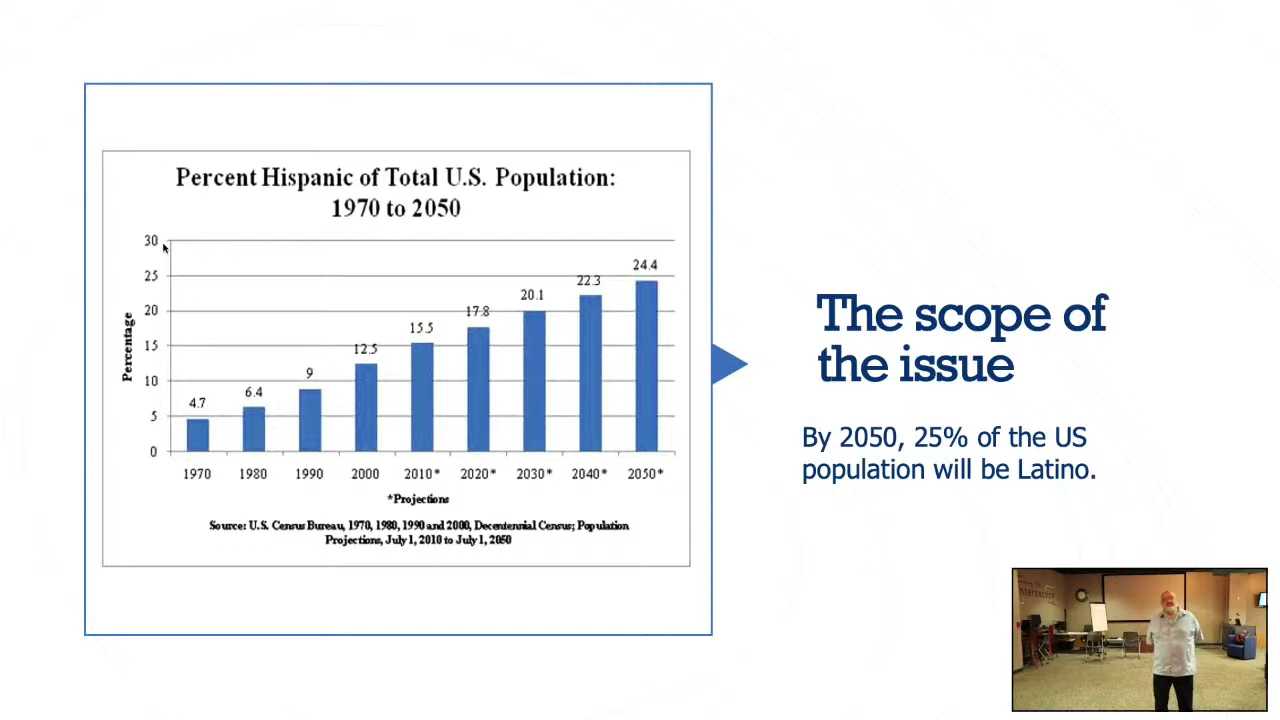 Percent Hispanic of Total U.S. Population:
1970 to 2050
Percentage
30
25
20
15
10
5
0
4.7
6.4
9
12.5
15.5
17.8
20.1
22.3
24.4
1970 1980 1990 2000 2010* 2020* 2030* 2040* 2050*
*Projections
Source: U.S. Census Bureau, 1970, 1980, 1990 and 2000, Decentennial Census; Population
Projections, July 1, 2010 to July 1, 2050
The scope of
the issue
By 2050, 25% of the US
population will be Latino.